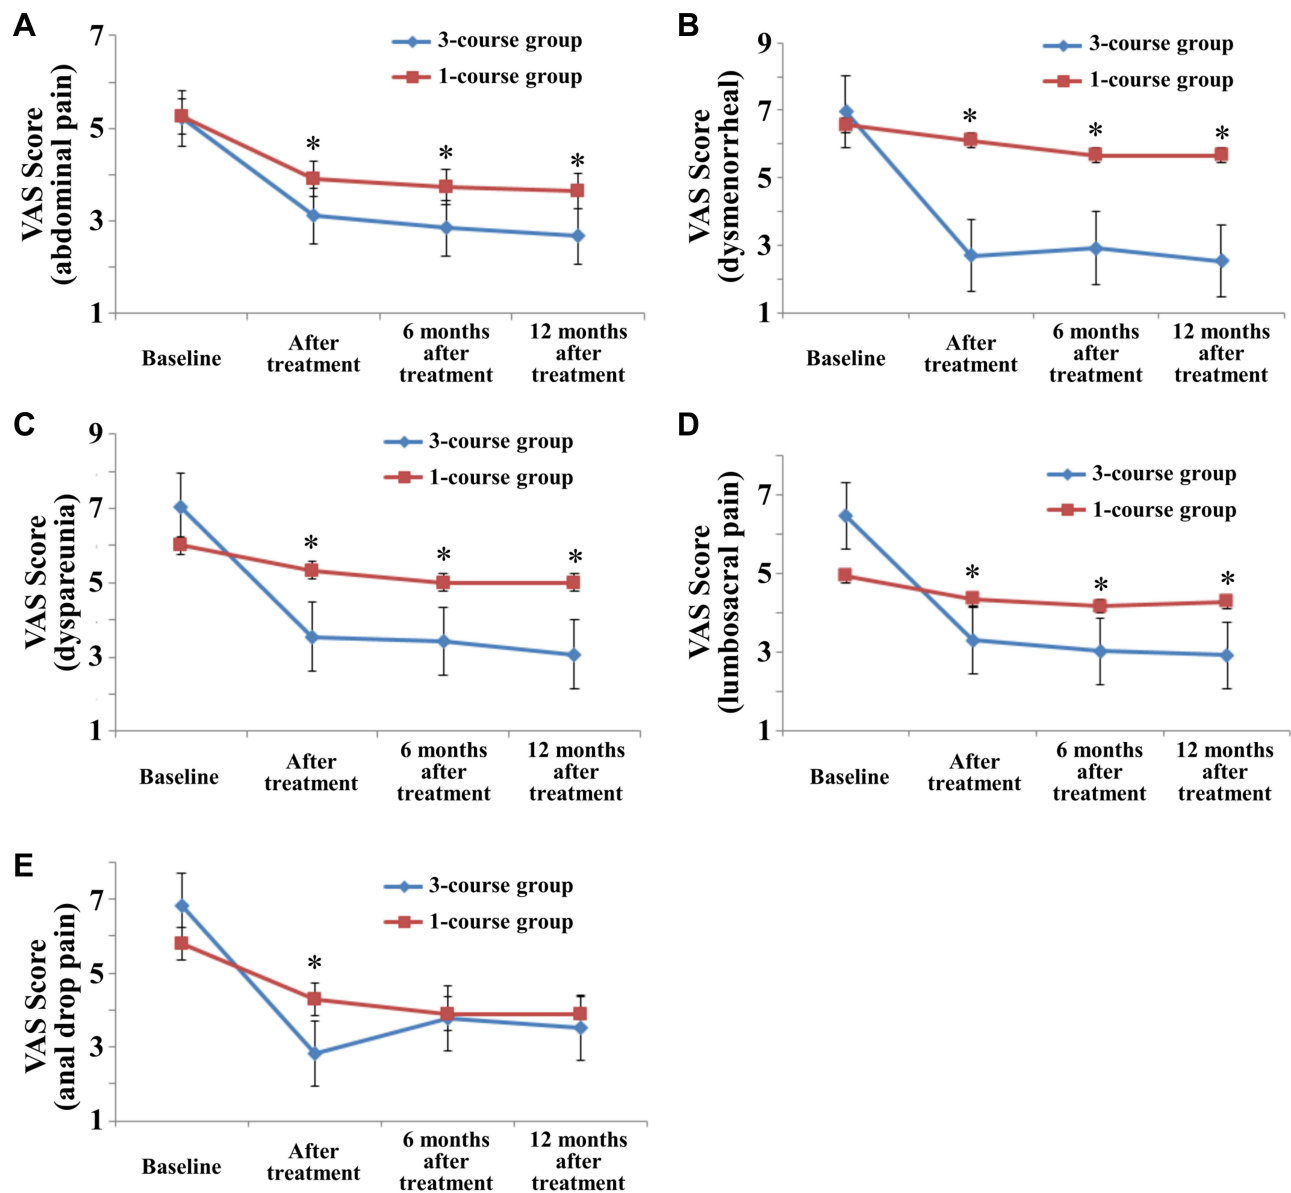 A
VAS Score
(abdominal pain)
7
5
3
1
3-course group
1-course group
*
*
*
Baseline
After
treatment
6 months
after
treatment
12 months
after
treatment
B
VAS Score
(dysmenorrheal)
9
7
5
3
1
3-course group
1-course group
*
*
*
Baseline
After
treatment
6 months
after
treatment
12 months
after
treatment
C
VAS Score
(dyspareunia)
9
7
5
3
1
3-course group
1-course group
*
*
*
Baseline
After
treatment
6 months
after
treatment
12 months
after
treatment
D
VAS Score
(lumbosacral pain)
7
5
3
1
3-course group
1-course group
*
*
*
Baseline
After
treatment
6 months
after
treatment
12 months
after
treatment
E
VAS Score
(anal drop pain)
7
5
3
1
3-course group
1-course group
*
Baseline
After
treatment
6 months
after
treatment
12 months
after
treatment